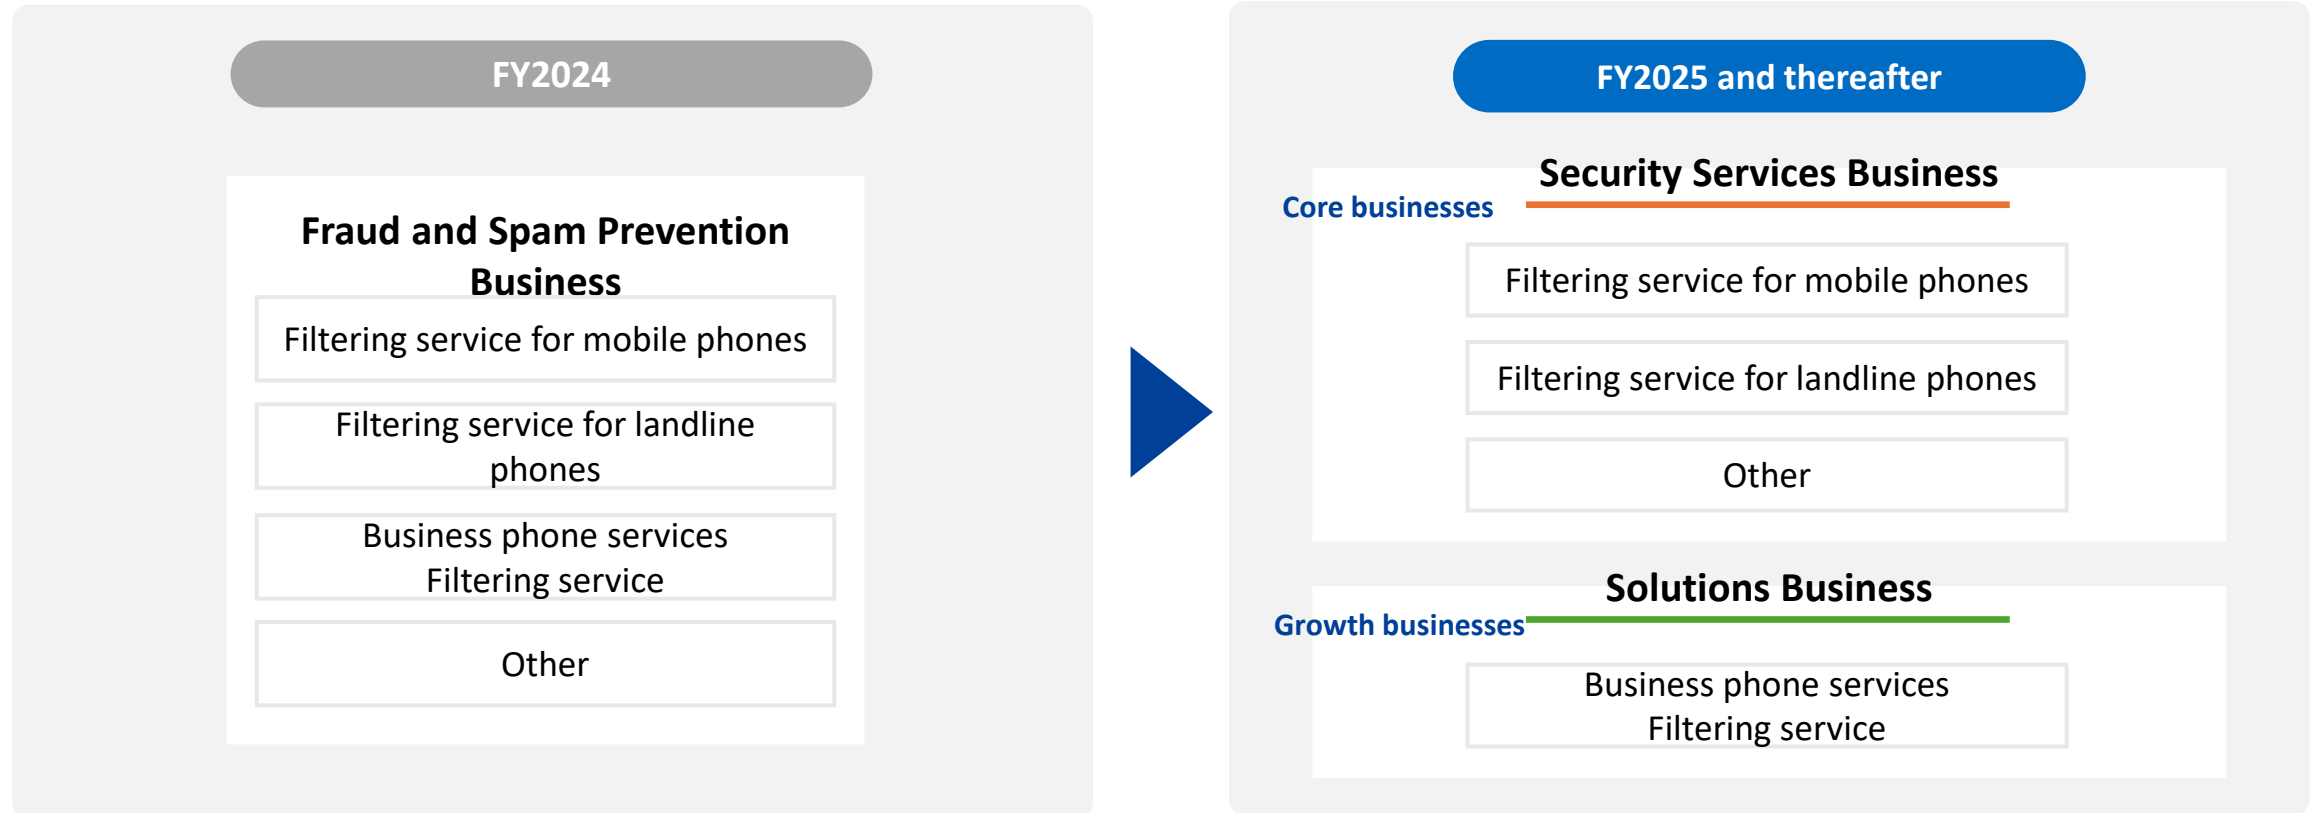 FY2024
Fraud and Spam Prevention
Business
Filtering service for mobile phones
Filtering service for landline
phones
Business phone services
Filtering service
Other
FY2025 and thereafter
Security Services Business
Core businesses
Filtering service for mobile phones
Filtering service for landline phones
Other
Solutions Business
Growth businesses
Business phone services
Filtering service